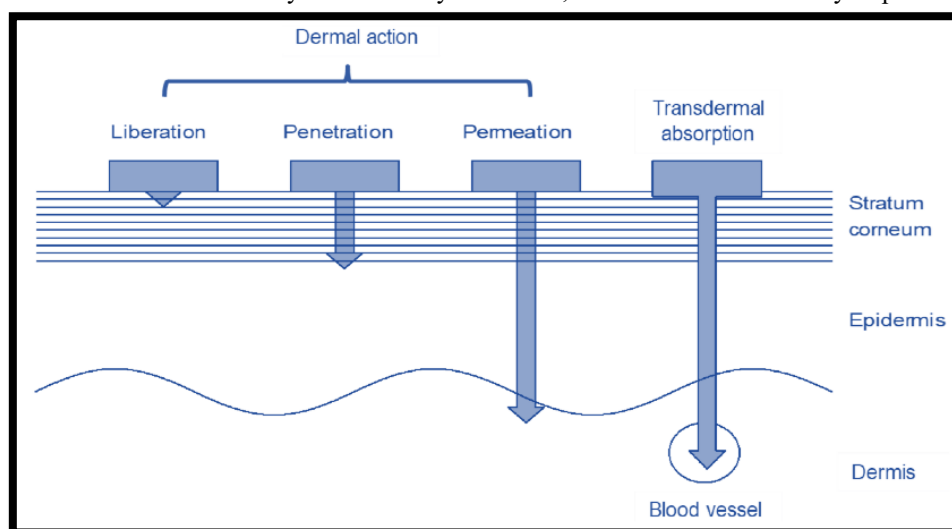 Dermal action
Liberation
Penetration
Permeation
Transdermal
absorption
Stratum
corneum
Epidermis
Dermis
Blood vessel